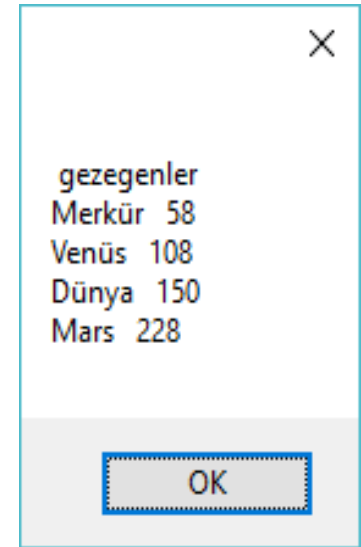 gezegenler
Merkür 58
Venüs 108
Dünya 150
Mars 228
OK